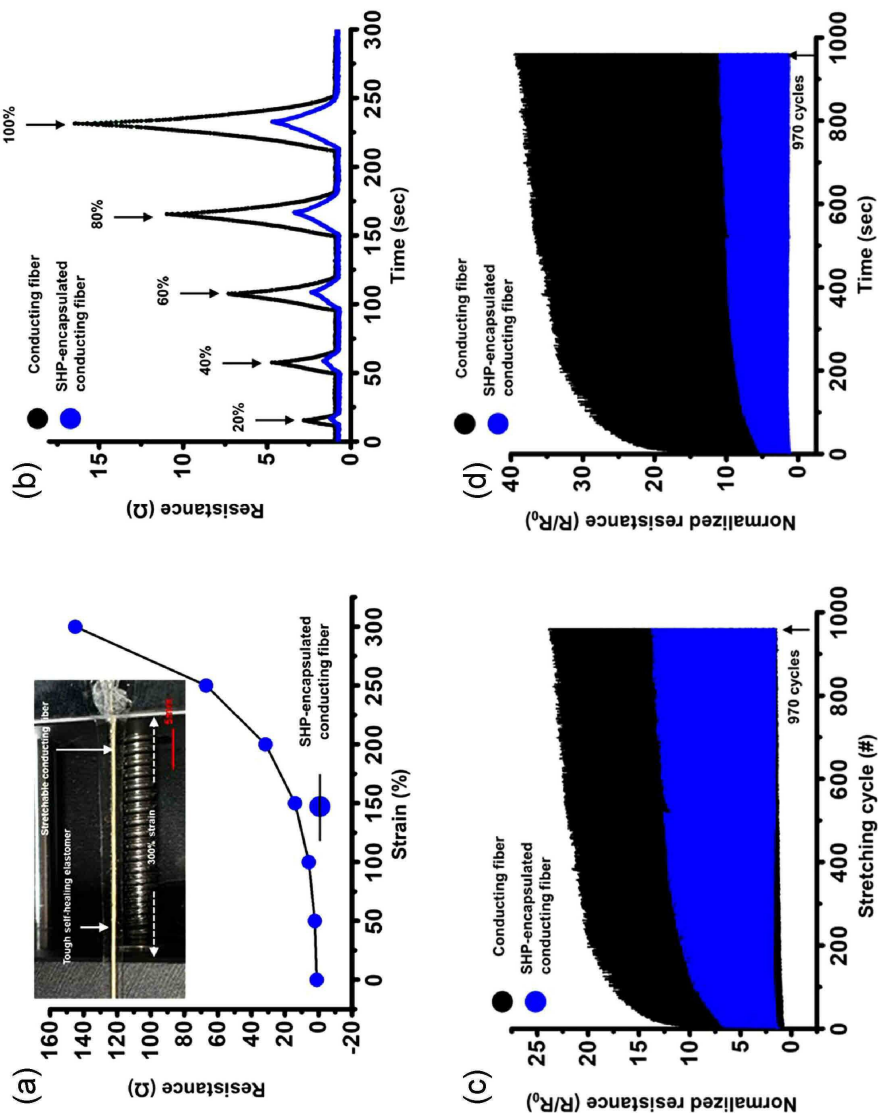 (a)
160
140
120
100
80
60
40
20
0
-20
Resistance (Ω)
0
50
100
150
200
250
300
Strain (%)
Tough self-healing elastomer
Stretchable conducting fiber
300% strain
5mm
SHP-encapsulated
conducting fiber
(b)
Conducting fiber
SHP-encapsulated
conducting fiber
15
10
5
0
Resistance (Ω)
20%
40%
60%
80%
100%
0
50
100
150
200
250
300
Time (sec)
(c)
Conducting fiber
SHP-encapsulated
conducting fiber
25
20
15
10
5
0
Normalized resistance (R/R₀)
970 cycles
0
200
400
600
800
1000
Stretching cycle (#)
(d)
Conducting fiber
SHP-encapsulated
conducting fiber
40
30
20
10
0
Normalized resistance (R/R₀)
970 cycles
0
200
400
600
800
1000
Time (sec)